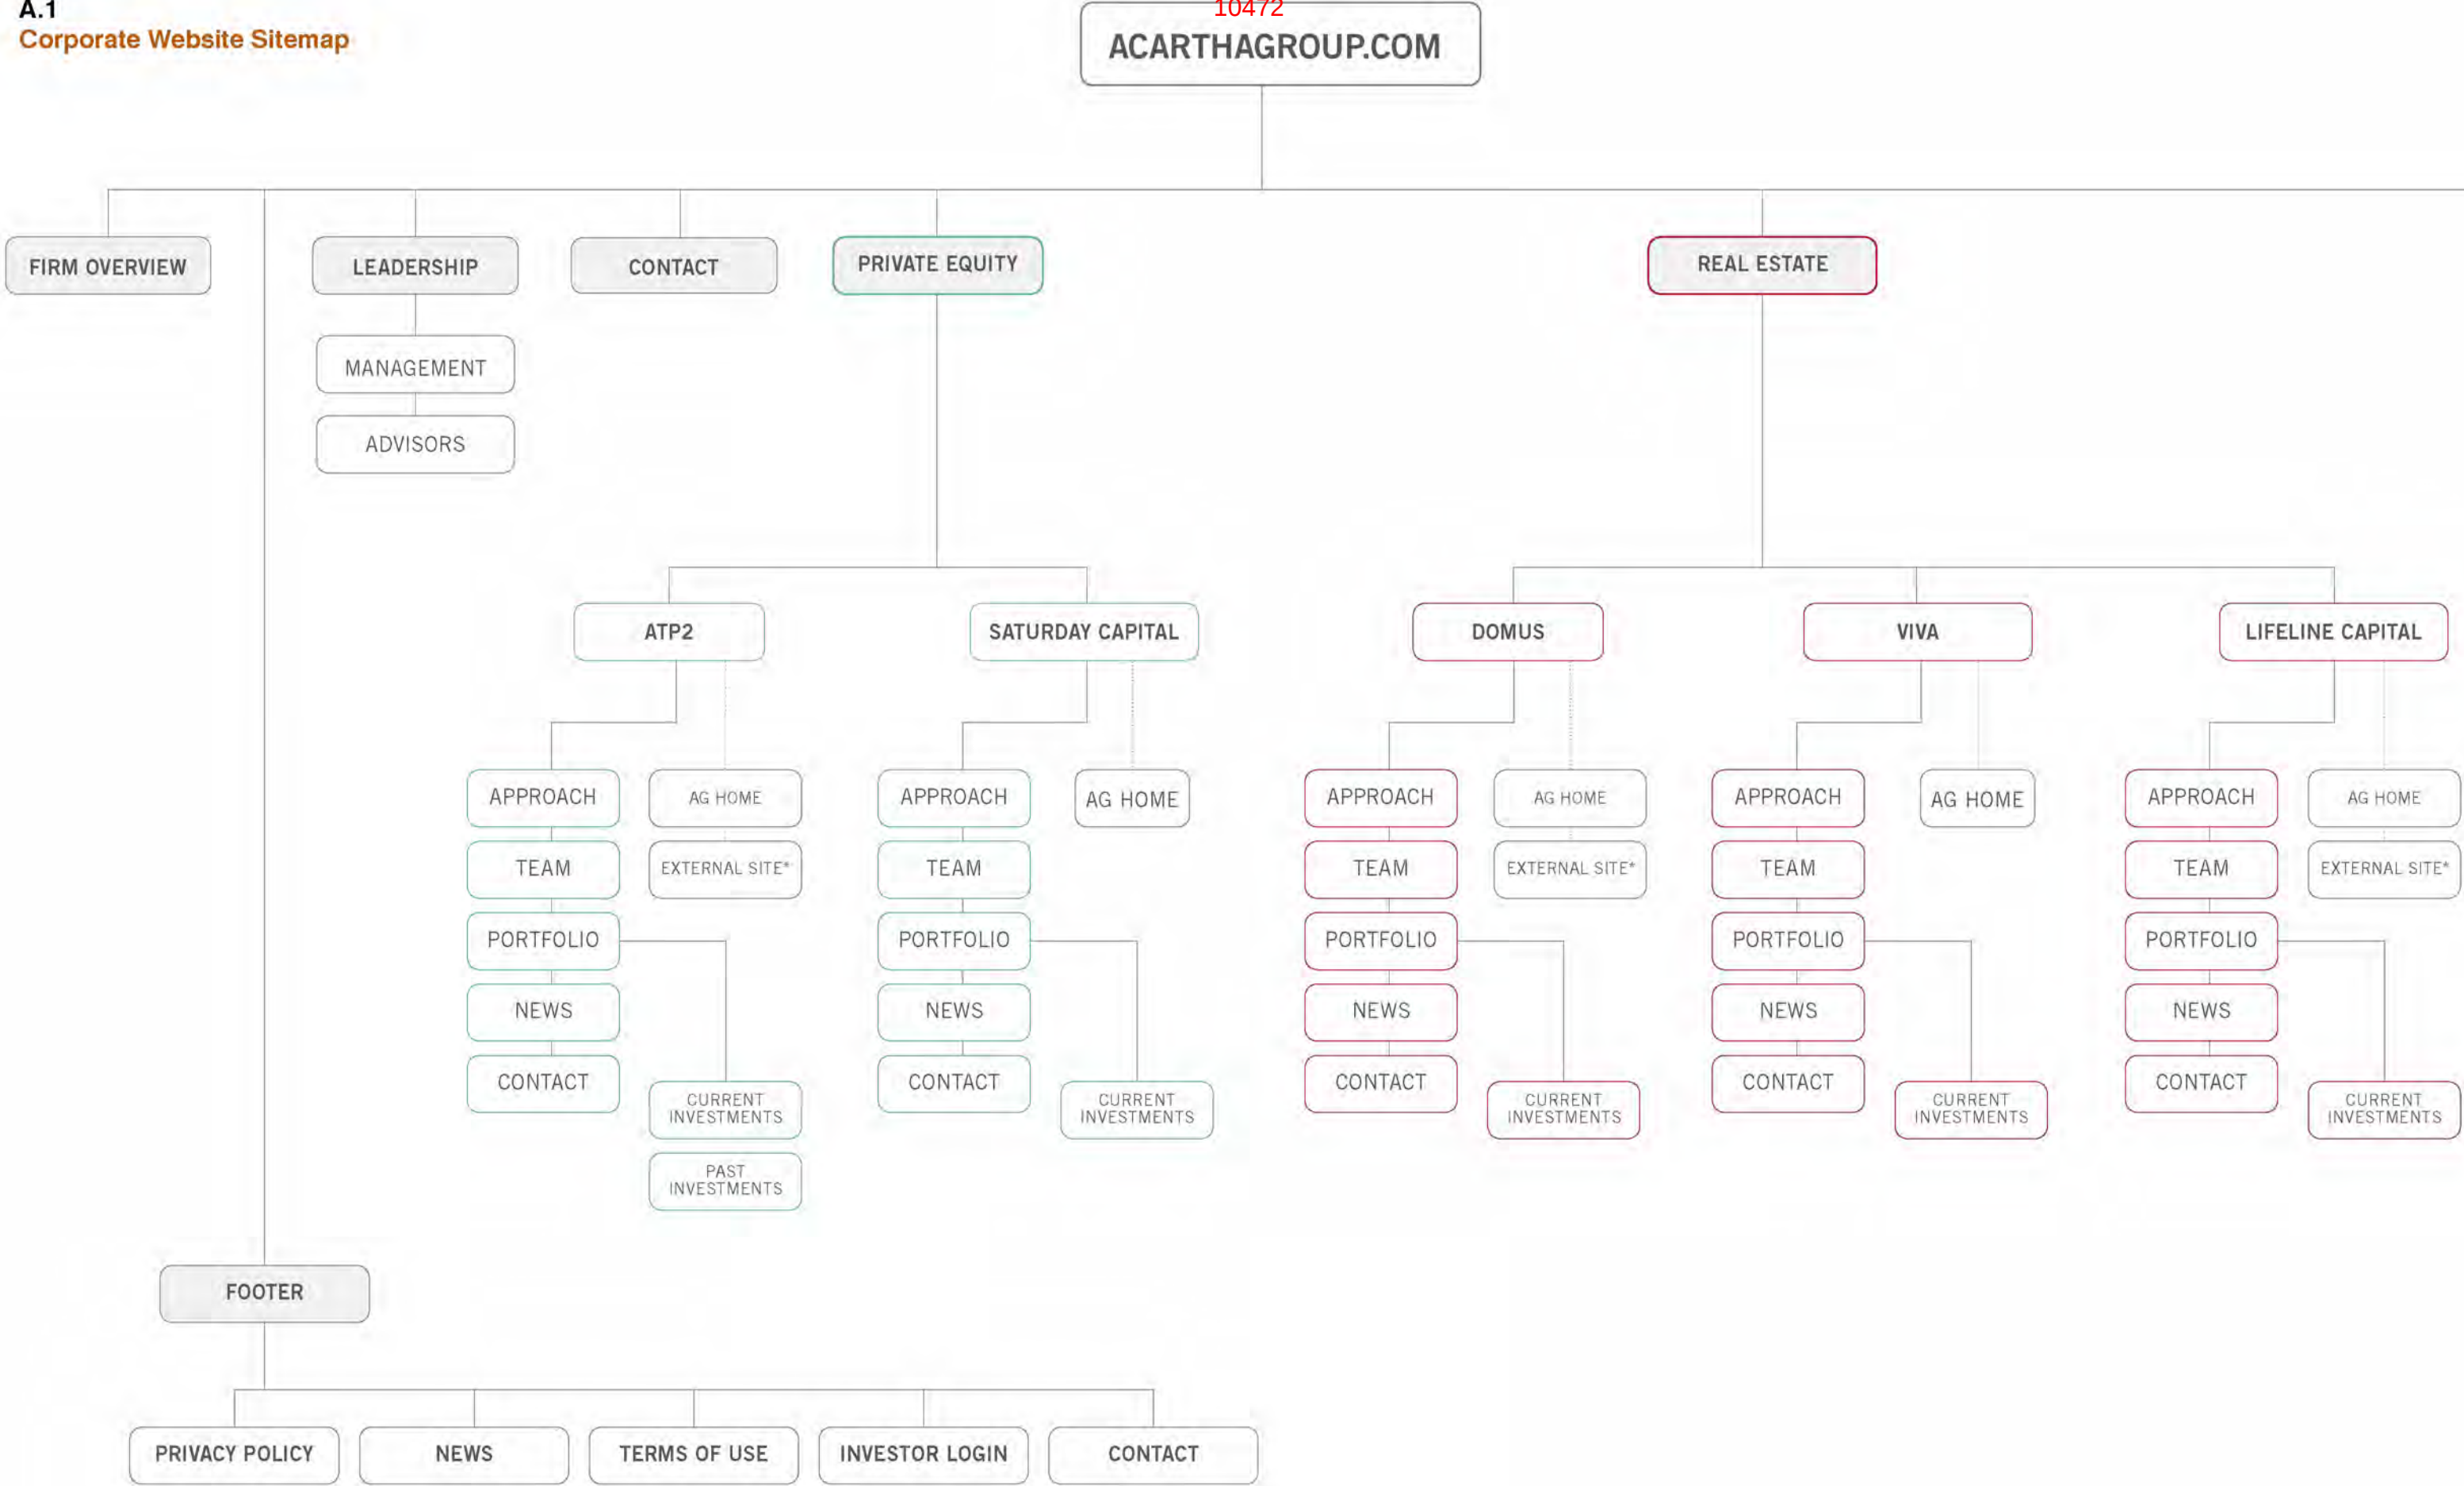 A.1
10472
Corporate Website Sitemap
ACARTHAGROUP.COM
FIRM OVERVIEW
LEADERSHIP
CONTACT
PRIVATE EQUITY
REAL ESTATE
MANAGEMENT
ADVISORS
ATP2
SATURDAY CAPITAL
DOMUS
VIVA
LIFELINE CAPITAL
APPROACH
AG HOME
APPROACH
AG HOME
APPROACH
AG HOME
APPROACH
AG HOME
APPROACH
AG HOME
TEAM
EXTERNAL SITE*
TEAM
TEAM
EXTERNAL SITE*
TEAM
TEAM
EXTERNAL SITE*
PORTFOLIO
PORTFOLIO
PORTFOLIO
PORTFOLIO
PORTFOLIO
NEWS
NEWS
NEWS
NEWS
NEWS
CONTACT
CURRENT
INVESTMENTS
CONTACT
CURRENT
INVESTMENTS
CONTACT
CURRENT
INVESTMENTS
CONTACT
CURRENT
INVESTMENTS
CONTACT
CURRENT
INVESTMENTS
PAST
INVESTMENTS
FOOTER
PRIVACY POLICY
NEWS
TERMS OF USE
INVESTOR LOGIN
CONTACT